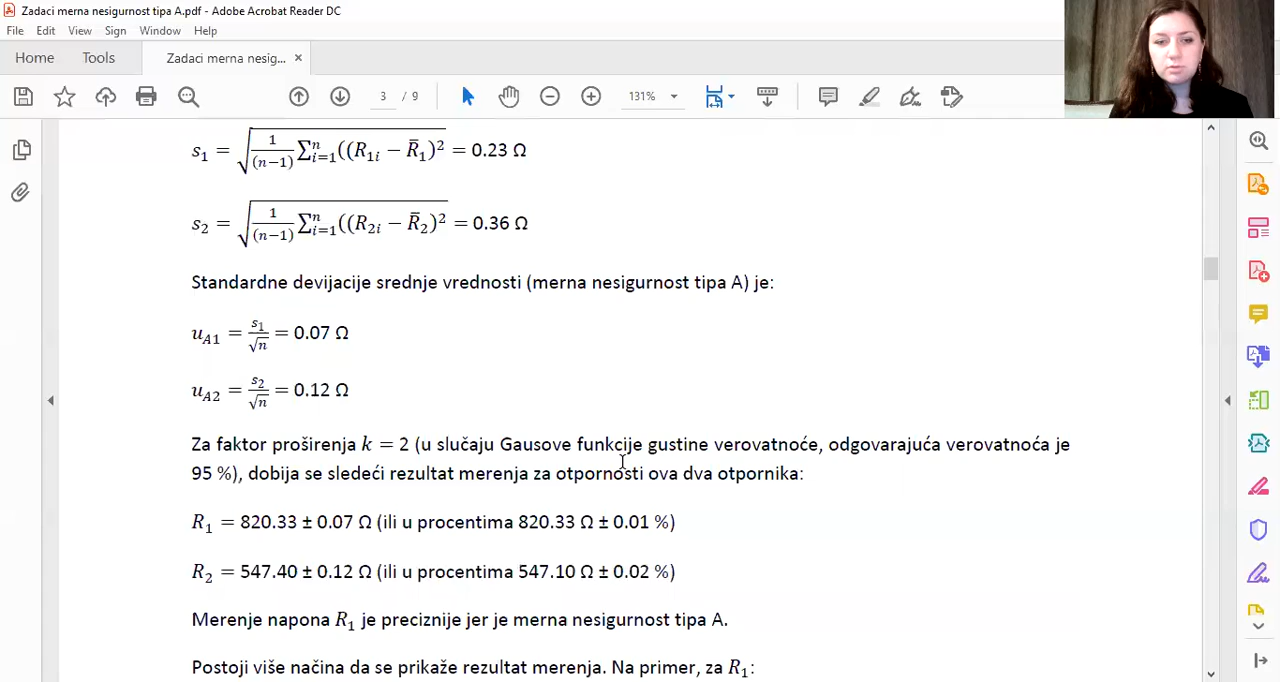 Zadaci merna nesigurnost tipa A.pdf - Adobe Acrobat Reader DC
File Edit View Sign Window Help
Home Tools Zadaci merna nesig... ×
3 / 9 131%
s₁ = √(1/(n−1) ∑ⁿᵢ₌₁((R₁ᵢ − R̄₁)²) = 0.23 Ω
s₂ = √(1/(n−1) ∑ⁿᵢ₌₁((R₂ᵢ − R̄₂)²) = 0.36 Ω
Standardne devijacije srednje vrednosti (merna nesigurnost tipa A) je:
u_A1 = s₁/√n = 0.07 Ω
u_A2 = s₂/√n = 0.12 Ω
Za faktor proširenja k = 2 (u slučaju Gausove funkcije gustine verovatnoće, odgovarajuća verovatnoća je
95 %), dobija se sledeći rezultat merenja za otpornosti ova dva otpornika:
R₁ = 820.33 ± 0.07 Ω (ili u procentima 820.33 Ω ± 0.01 %)
R₂ = 547.40 ± 0.12 Ω (ili u procentima 547.10 Ω ± 0.02 %)
Merenje napona R₁ je preciznije jer je merna nesigurnost tipa A.
Postoji više načina da se prikaže rezultat merenja. Na primer, za R₁: